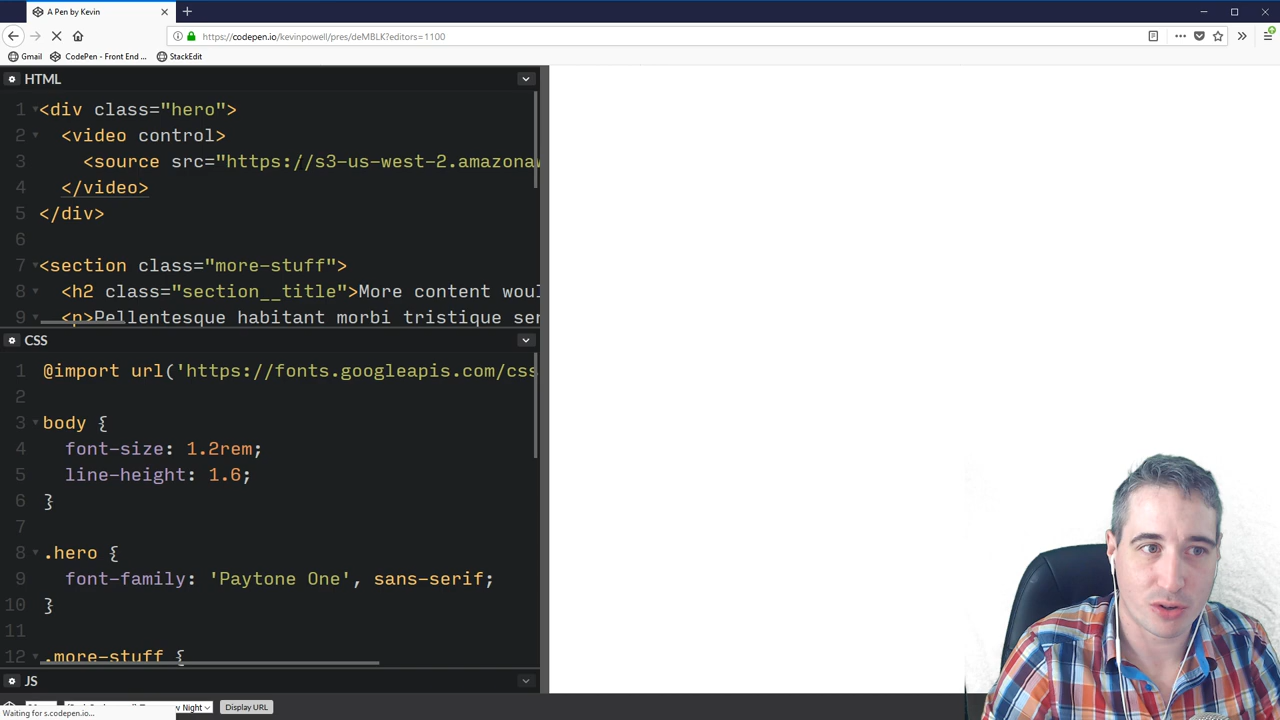 A Pen by Kevin
https://codepen.io/kevinpowell/pres/deMBLK?editors=1100
Gmail
CodePen - Front End ...
StackEdit
HTML
1 <div class="hero">
2 <video control>
3 <source src="https://s3-us-west-2.amazonaw
4 </video>
5 </div>
6
7 <section class="more-stuff">
8 <h2 class="section__title">More content woul
9 <p>Pellentesque habitant morbi tristique sen
CSS
1 @import url('https://fonts.googleapis.com/css
2
3 body {
4 font-size: 1.2rem;
5 line-height: 1.6;
6 }
7
8 .hero {
9 font-family: 'Paytone One', sans-serif;
10 }
11
12 .more-stuff {
JS
Night
Display URL
Waiting for s.codepen.io...